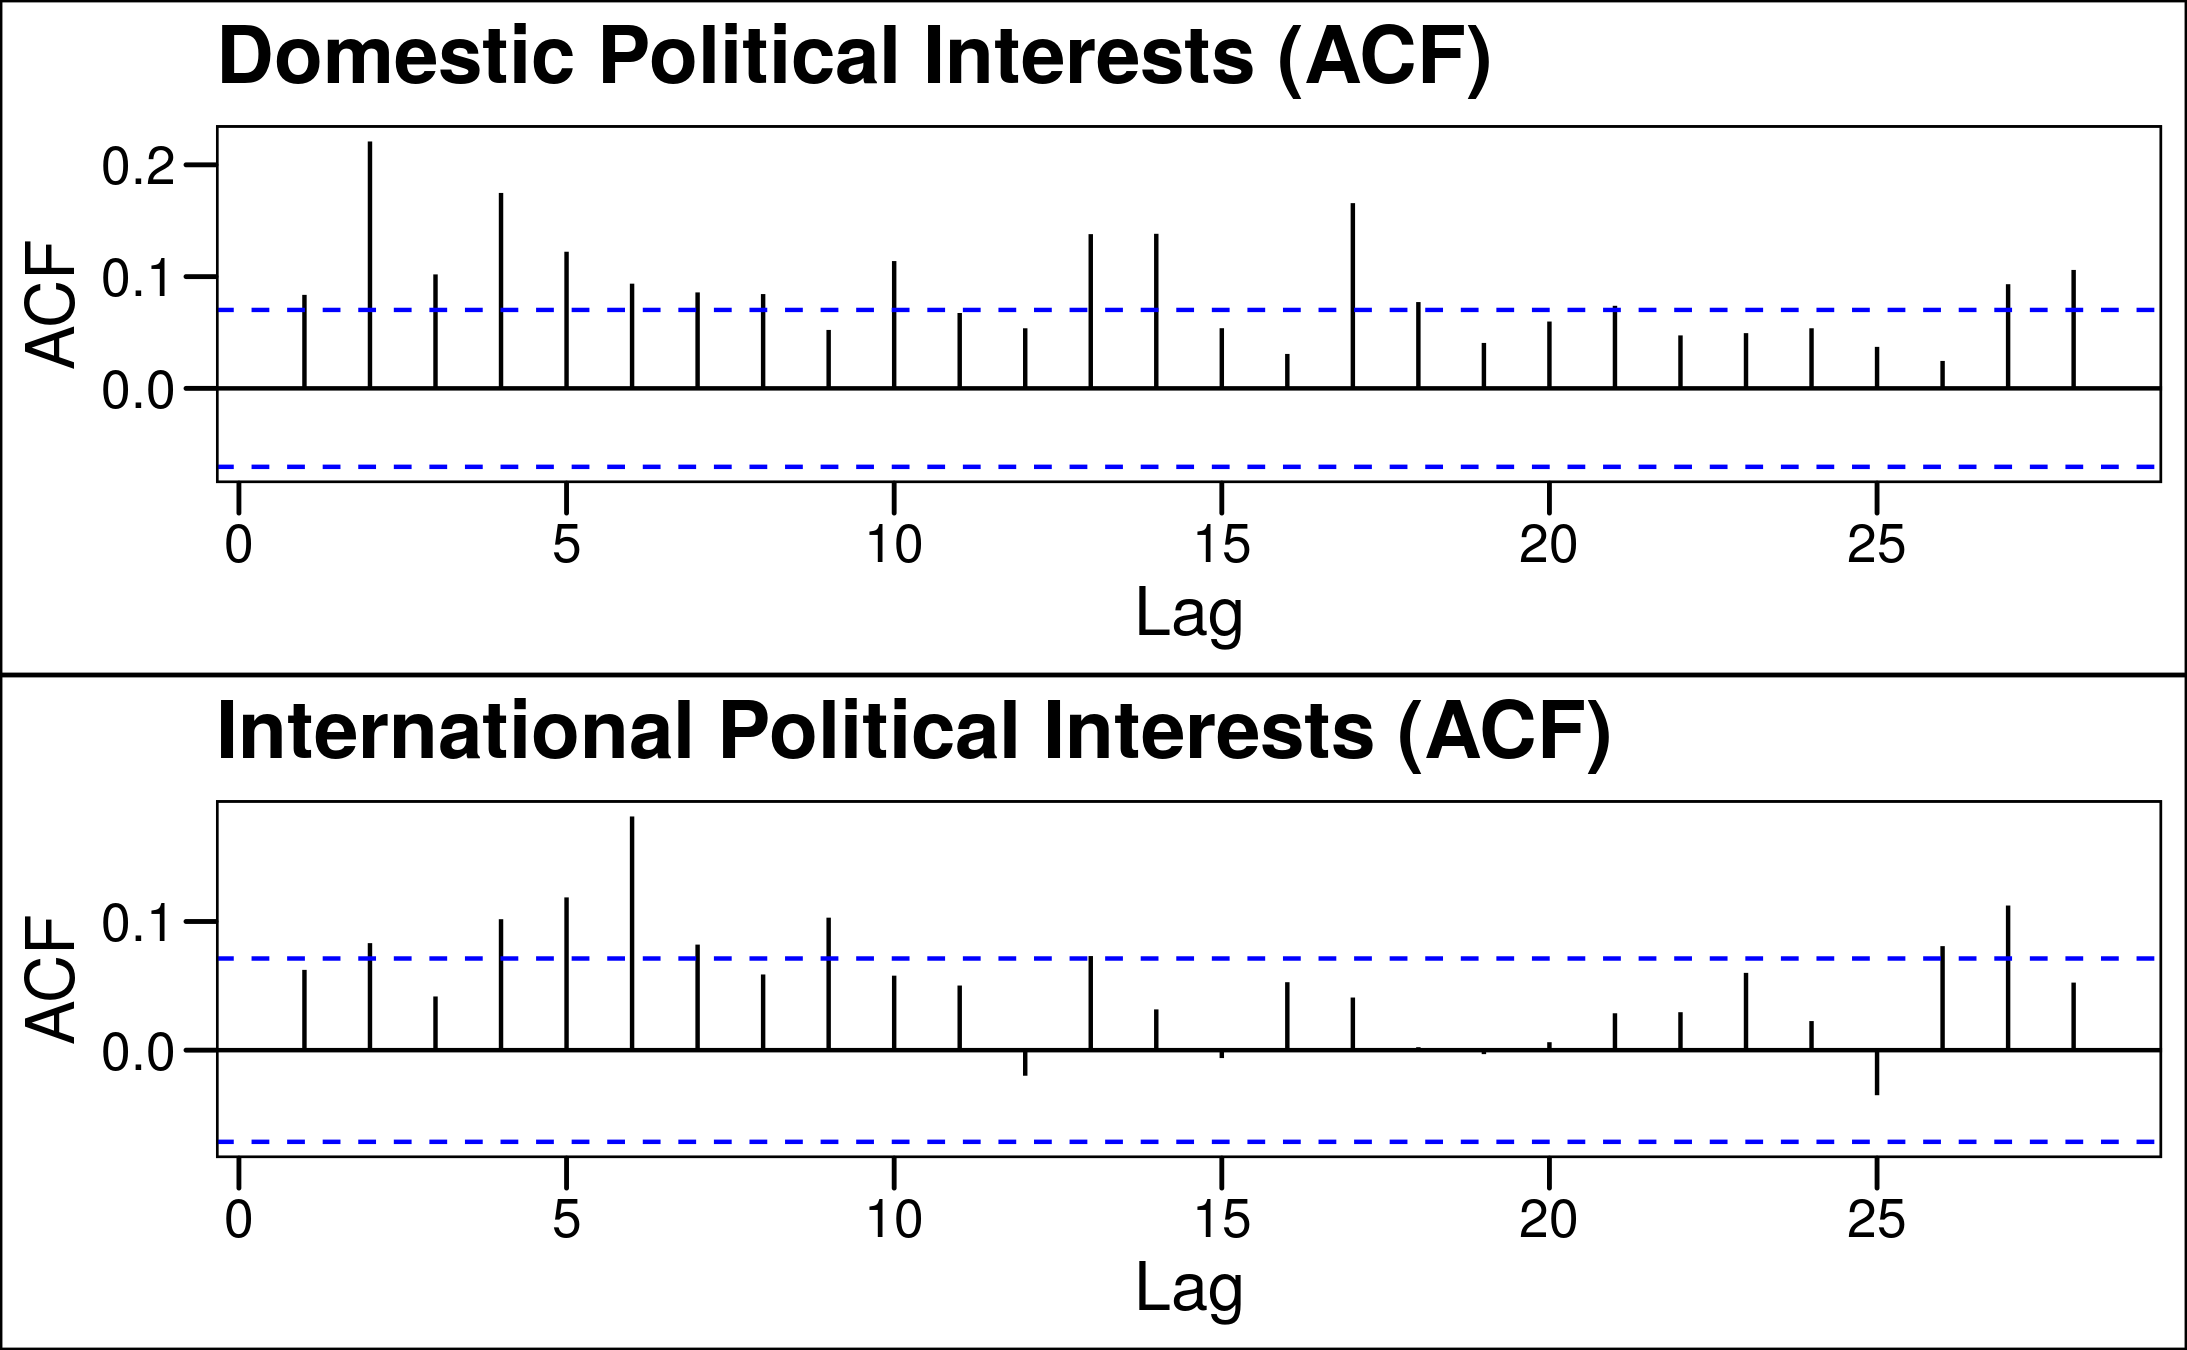 Domestic Political Interests (ACF)
ACF
0.2
0.1
0.0
0 5 10 15 20 25
Lag
International Political Interests (ACF)
ACF
0.1
0.0
0 5 10 15 20 25
Lag